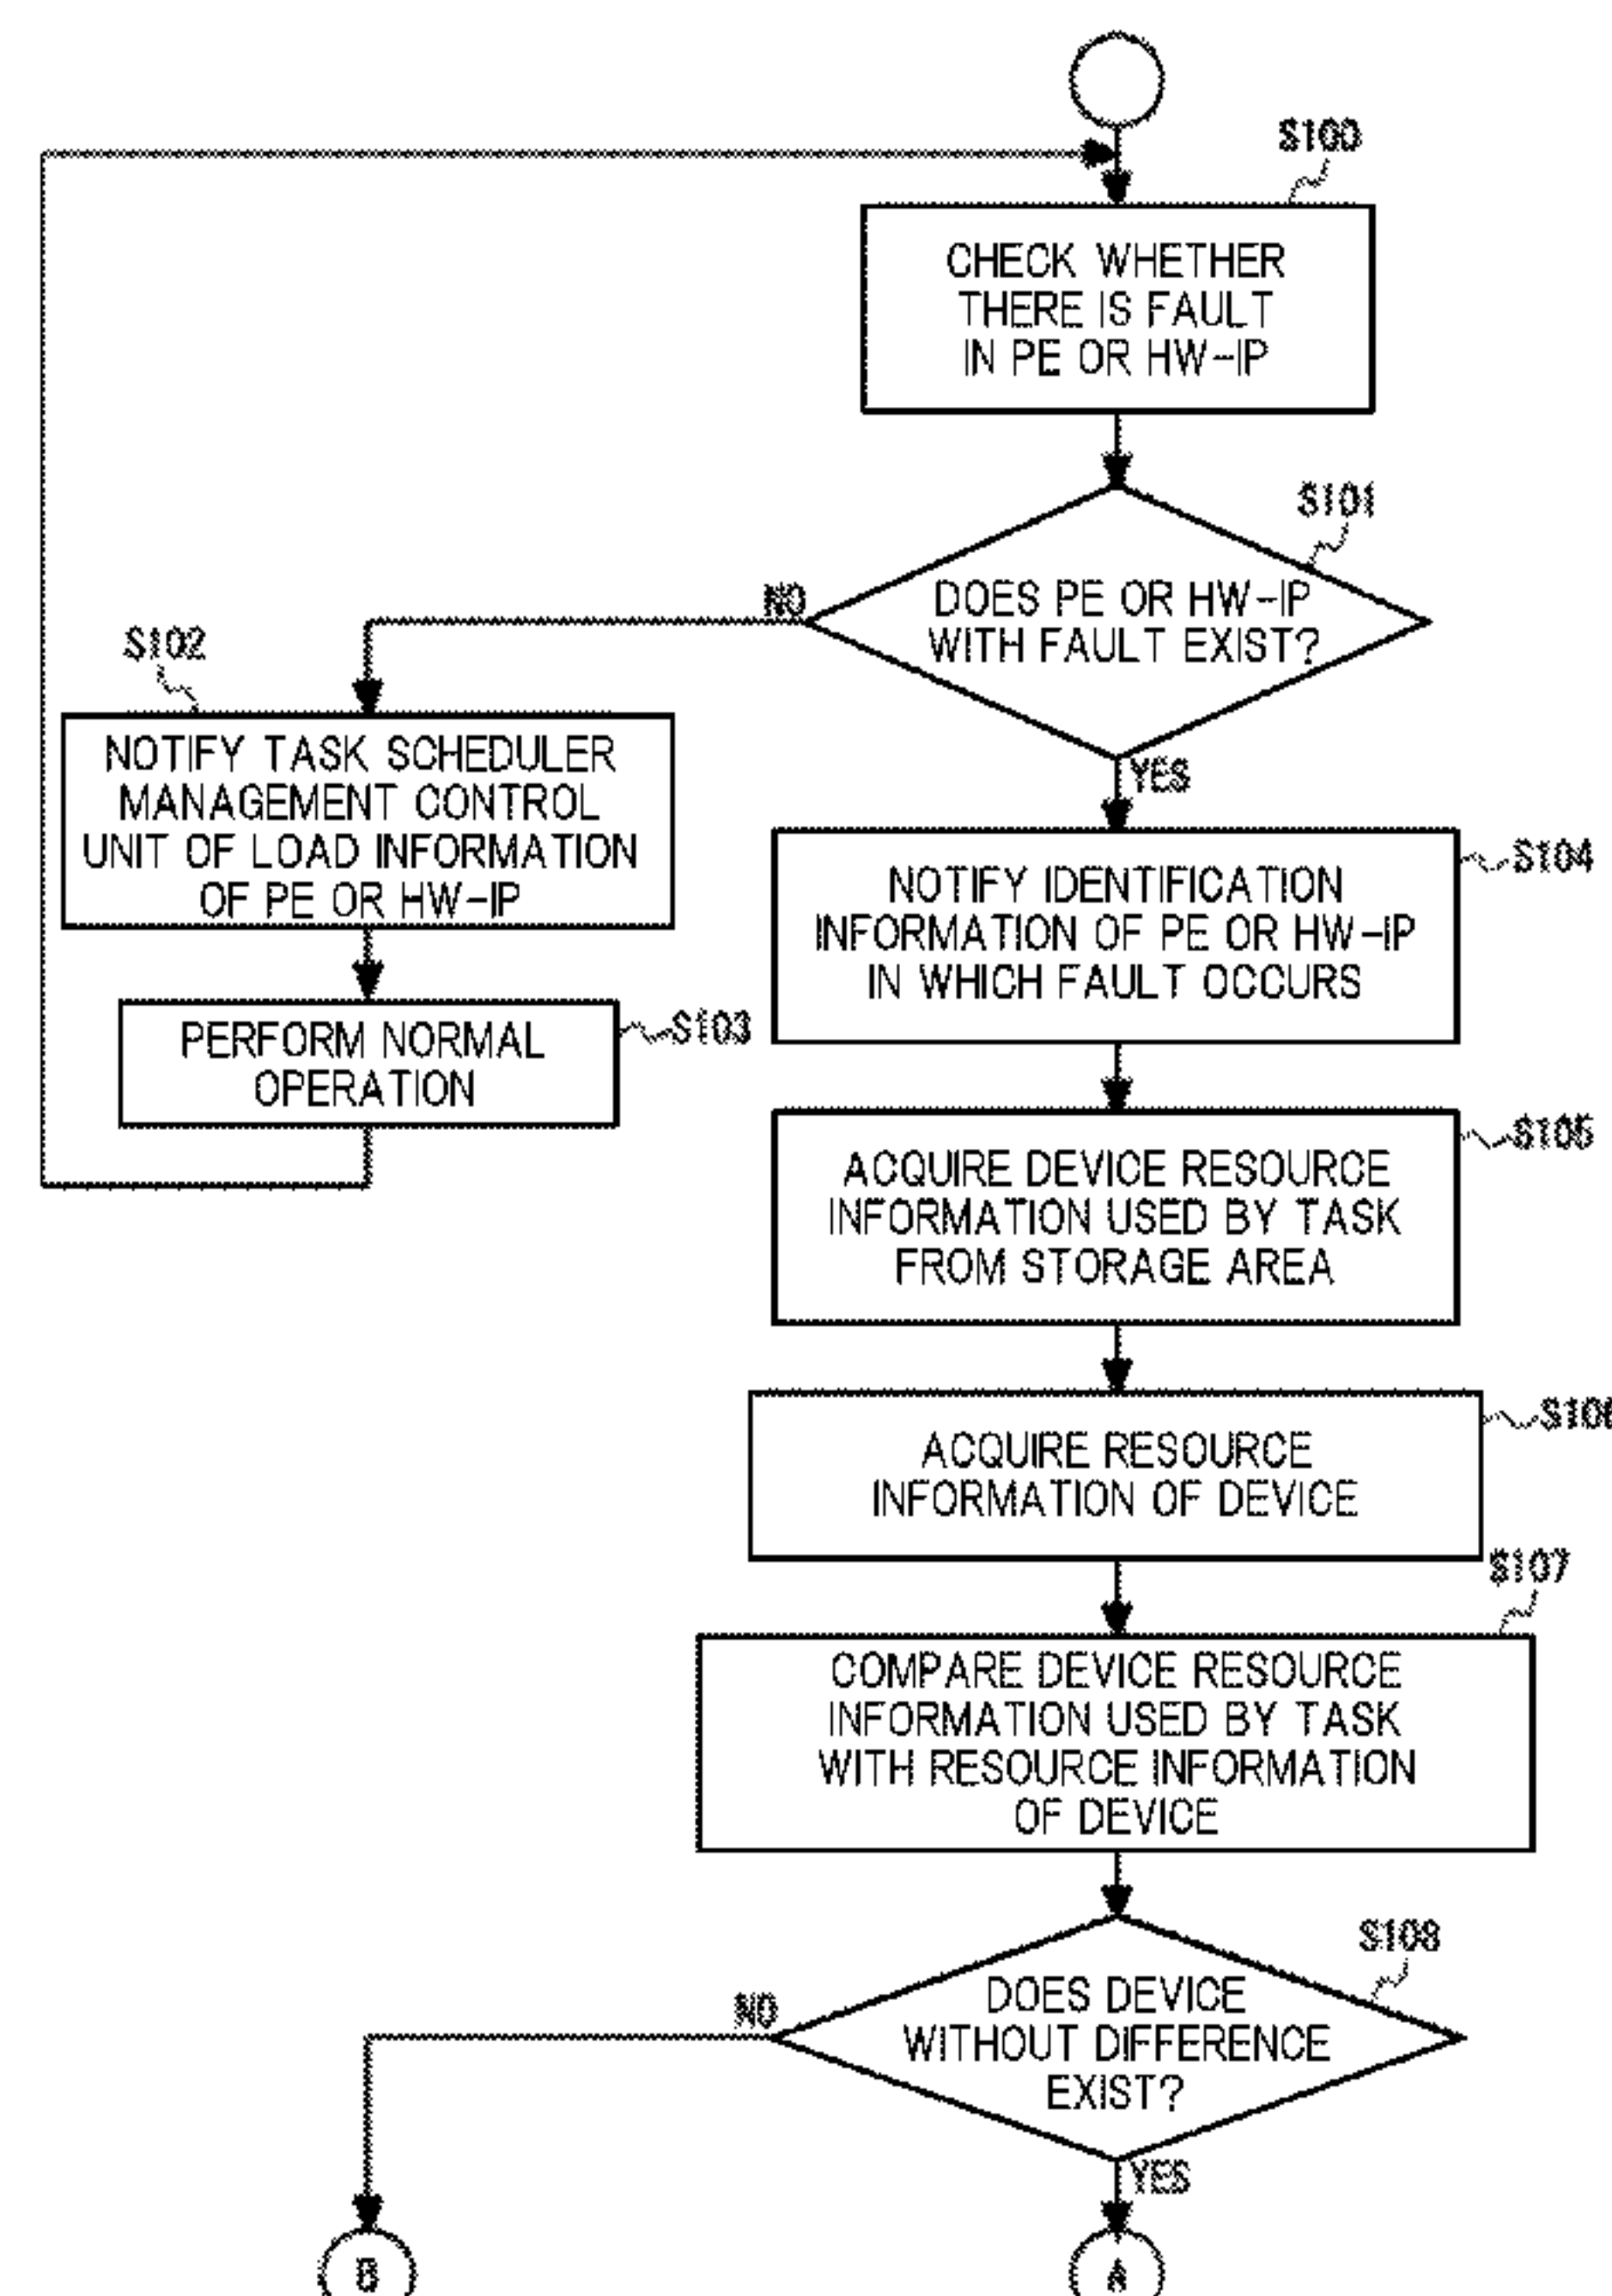 S100
CHECK WHETHER
THERE IS FAULT
IN PE OR HW-IP
S101
DOES PE OR HW-IP
WITH FAULT EXIST?
NO
YES
S102
NOTIFY TASK SCHEDULER
MANAGEMENT CONTROL
UNIT OF LOAD INFORMATION
OF PE OR HW-IP
S103
PERFORM NORMAL
OPERATION
S104
NOTIFY IDENTIFICATION
INFORMATION OF PE OR HW-IP
IN WHICH FAULT OCCURS
S105
ACQUIRE DEVICE RESOURCE
INFORMATION USED BY TASK
FROM STORAGE AREA
S106
ACQUIRE RESOURCE
INFORMATION OF DEVICE
S107
COMPARE DEVICE RESOURCE
INFORMATION USED BY TASK
WITH RESOURCE INFORMATION
OF DEVICE
S108
DOES DEVICE
WITHOUT DIFFERENCE
EXIST?
NO
YES
B
A